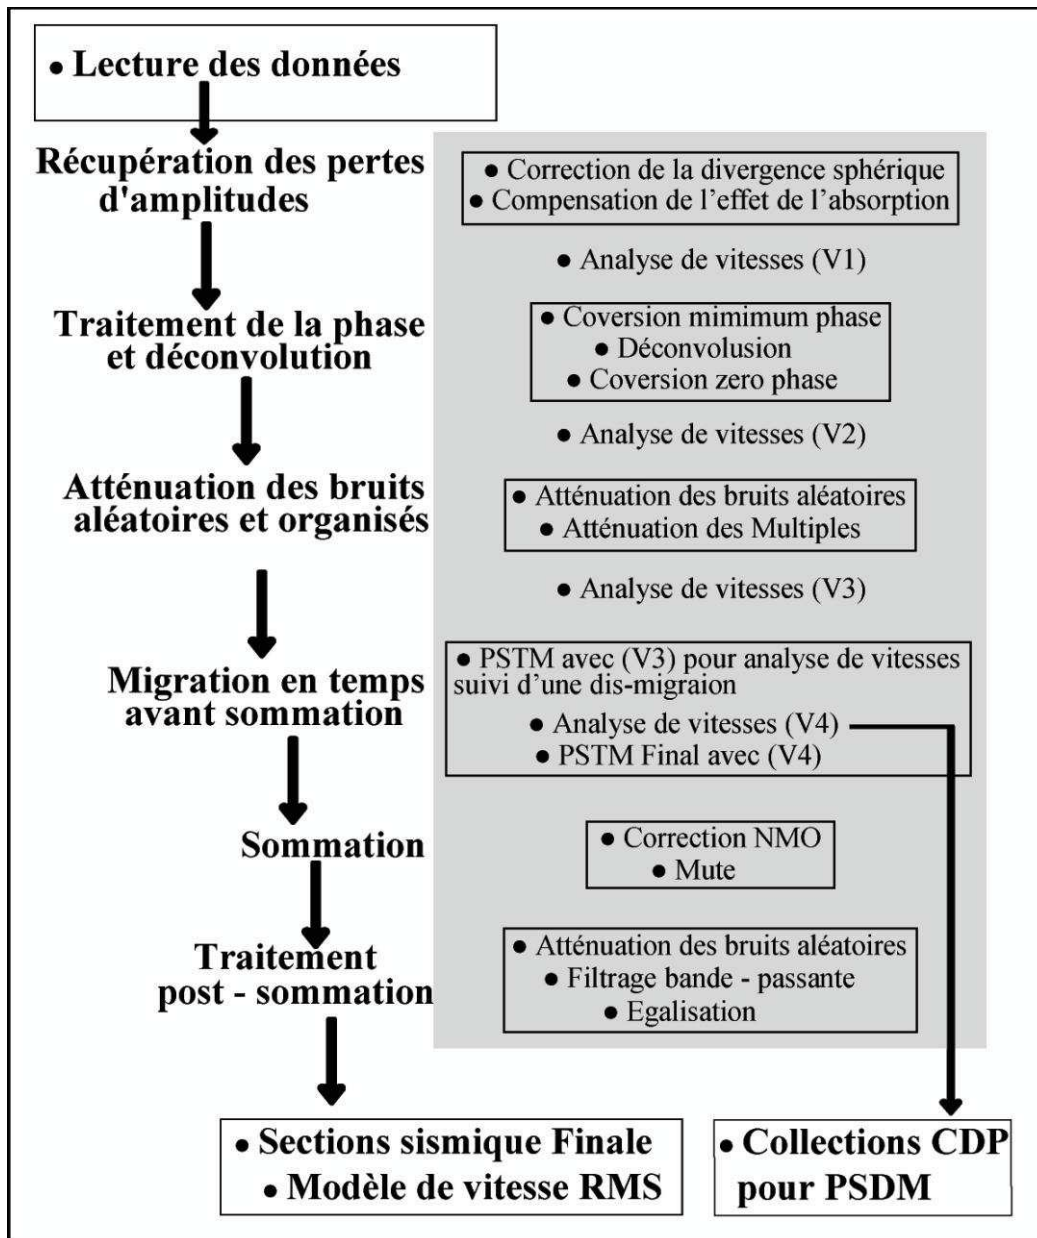 ● Lecture des données
Récupération des pertes
d'amplitudes
● Correction de la divergence sphérique
● Compensation de l'effet de l'absorption
● Analyse de vitesses (V1)
Traitement de la phase
et déconvolution
● Coversion mimimum phase
● Déconvolusion
● Coversion zero phase
● Analyse de vitesses (V2)
Atténuation des bruits
aléatoires et organisés
● Atténuation des bruits aléatoires
● Atténuation des Multiples
● Analyse de vitesses (V3)
Migration en temps
avant sommation
● PSTM avec (V3) pour analyse de vitesses
suivi d'une dis-migraion
● Analyse de vitesses (V4)
● PSTM Final avec (V4)
Sommation
● Correction NMO
● Mute
Traitement
post - sommation
● Atténuation des bruits aléatoires
● Filtrage bande - passante
● Egalisation
● Sections sismique Finale
● Modèle de vitesse RMS
● Collections CDP
pour PSDM